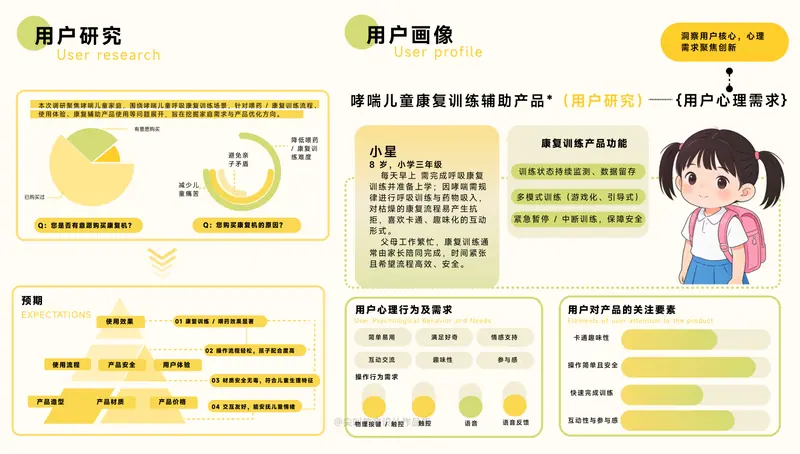 用户研究
User research
本次调研聚焦哮喘儿童家庭，围绕哮喘儿童呼吸康复训练场景，针对喷药 / 康复训练流程、
使用体验、康复辅助产品使用等问题展开，旨在挖掘家庭需求与产品优化方向。
有意愿购买
已购买过
Q：您是否有意愿购买康复机？
降低喷药
/ 康复训
练难度
避免亲
子矛盾
减少儿
童痛苦
Q：您购买康复机的原因？
预期
EXPECTATIONS
使用效果
使用流程
产品安全
用户体验
产品造型
产品材质
产品价格
01 康复训练 / 喂药效果显著
02 操作流程轻松，孩子配合度高
03 材质安全无毒，符合儿童生理特征
04 交互友好，能安抚儿童情绪
用户画像
User profile
洞察用户核心，心理
需求聚焦创新
哮喘儿童康复训练辅助产品*（用户研究）——{用户心理需求}
小星
8 岁，小学三年级
每天早上 需完成呼吸康复
训练并准备上学；因哮喘需规
律进行呼吸训练与药物吸入，
对枯燥的康复流程易产生抗
拒，喜欢卡通、趣味化的互动
形式。
父母工作繁忙，康复训练通
常由家长陪同完成，时间紧张
且希望流程高效、安全。
康复训练产品功能
训练状态持续监测、数据留存
多模式训练（游戏化、引导式）
紧急暂停 / 中断训练，保障安全
用户心理行为及需求
User Psychological Behavior and Needs
简单易用
满足好奇
情感支持
互动交流
趣味性
参与感
操作行为需求
物理按键 / 触控
触控
语音
语音反馈
用户对产品的关注要素
Elements of user attention to the product
卡通趣味性
操作简单且安全
快速完成训练
互动性与参与感